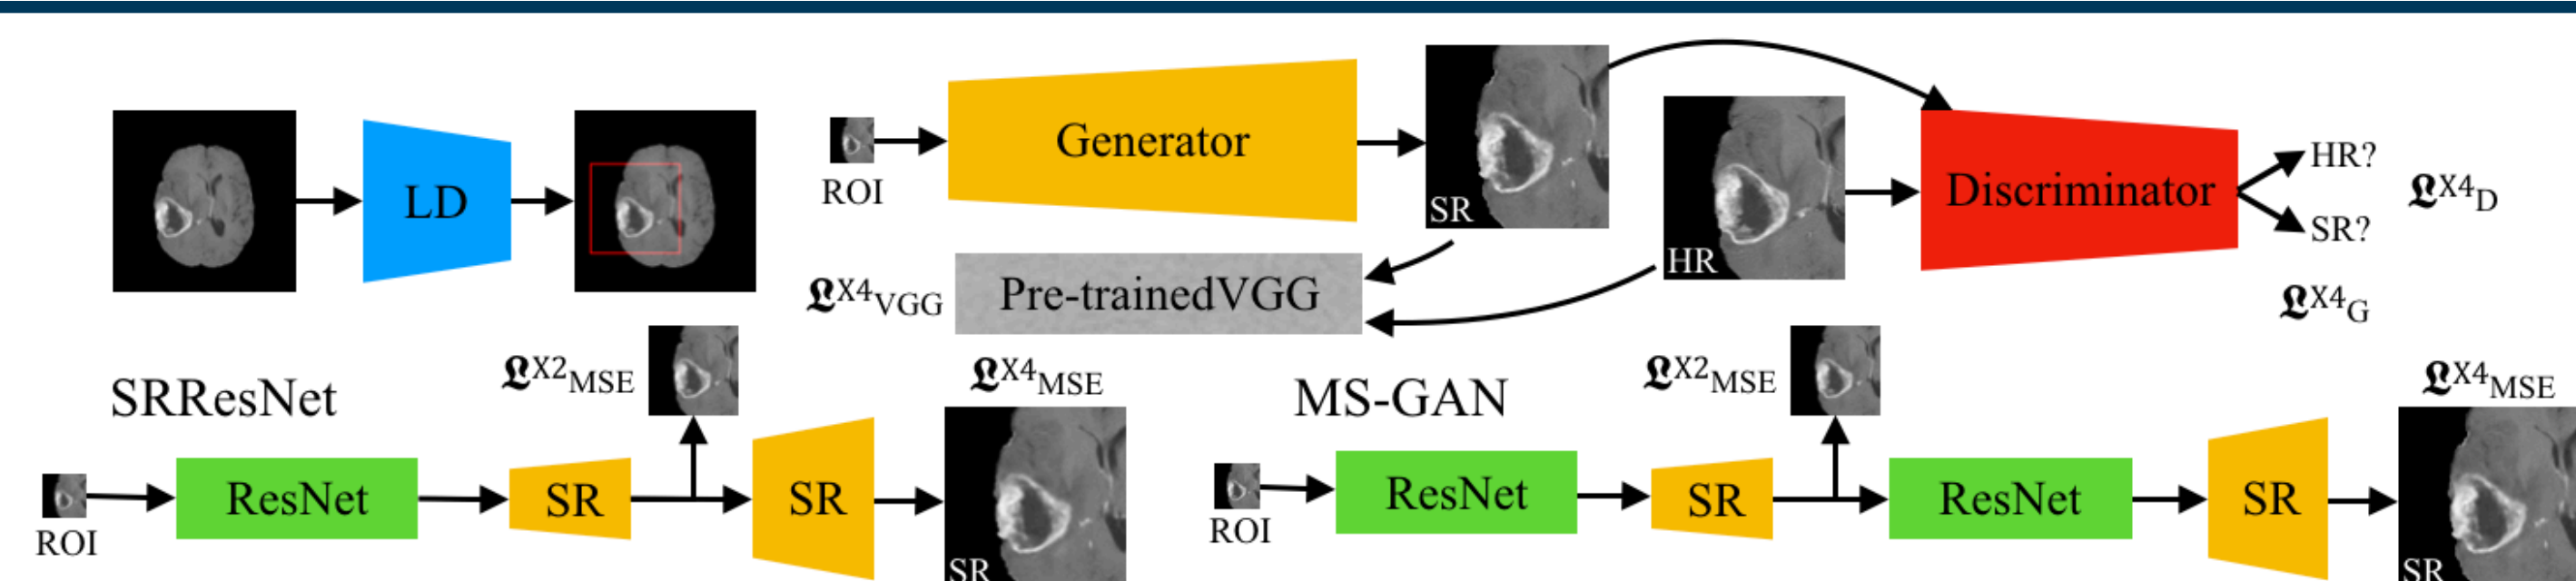 LD
ROI
Generator
SR
HR
Discriminator
HR?
SR?
𝕷X4D
𝕷X4G
𝕷X4VGG
Pre-trainedVGG
SRResNet
𝕷X2MSE
𝕷X4MSE
ROI
ResNet
SR
SR
SR
MS-GAN
𝕷X2MSE
𝕷X4MSE
ROI
ResNet
SR
ResNet
SR
SR